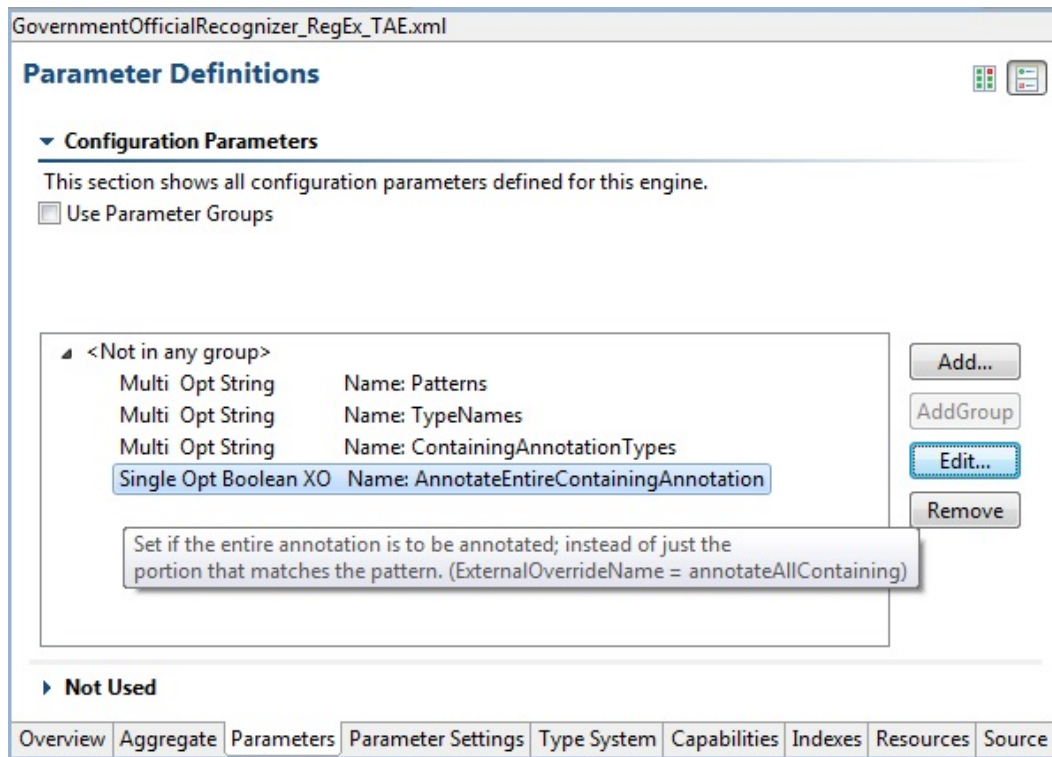 GovernmentOfficialRecognizer_RegEx_TAE.xml
Parameter Definitions
Configuration Parameters
This section shows all configuration parameters defined for this engine.
Use Parameter Groups
<Not in any group>
Multi Opt String Name: Patterns
Multi Opt String Name: TypeNames
Multi Opt String Name: ContainingAnnotationTypes
Single Opt Boolean XO Name: AnnotateEntireContainingAnnotation
Set if the entire annotation is to be annotated; instead of just the
portion that matches the pattern. (ExternalOverrideName = annotateAllContaining)
Add...
AddGroup
Edit...
Remove
Not Used
Overview Aggregate Parameters Parameter Settings Type System Capabilities Indexes Resources Source